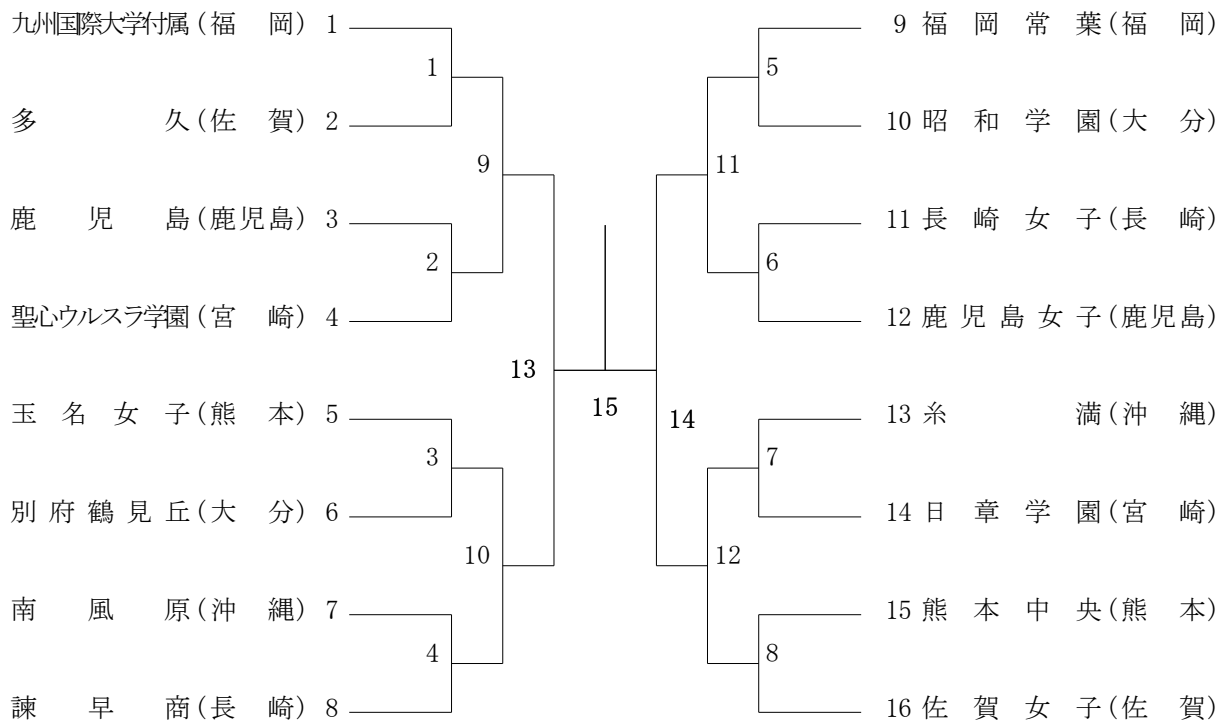 九州国際大学付属(福 岡) 1
1
多 久(佐 賀) 2
9
鹿 児 島(鹿児島) 3
2
聖心ウルスラ学園(宮 崎) 4
13
玉 名 女 子(熊 本) 5
3
別 府 鶴 見 丘(大 分) 6
10
南 風 原(沖 縄) 7
4
諫 早 商(長 崎) 8
15
9 福 岡 常 葉(福 岡)
5
10 昭 和 学 園(大 分)
11
11 長 崎 女 子(長 崎)
6
12 鹿 児 島 女 子(鹿児島)
14
13 糸 満(沖 縄)
7
14 日 章 学 園(宮 崎)
12
15 熊 本 中 央(熊 本)
8
16 佐 賀 女 子(佐 賀)